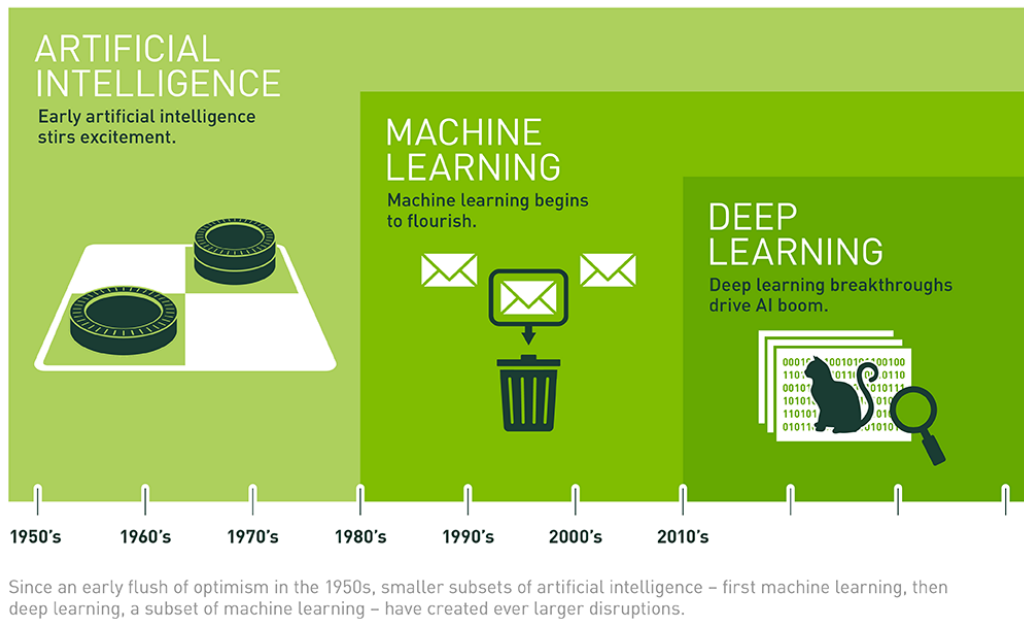 ARTIFICIAL
INTELLIGENCE
Early artificial intelligence
stirs excitement.
MACHINE
LEARNING
Machine learning begins
to flourish.
DEEP
LEARNING
Deep learning breakthroughs
drive AI boom.
1950's 1960's 1970's 1980's 1990's 2000's 2010's
Since an early flush of optimism in the 1950s, smaller subsets of artificial intelligence – first machine learning, then
deep learning, a subset of machine learning – have created ever larger disruptions.